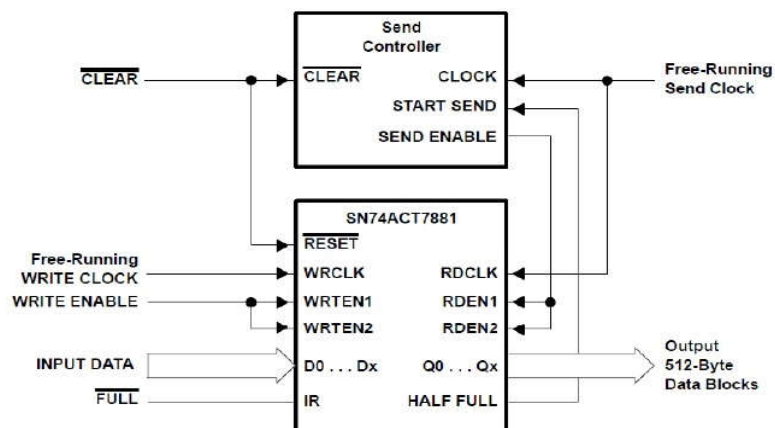 Send
Controller
CLEAR
CLEAR
CLOCK
Free-Running
Send Clock
START SEND
SEND ENABLE
SN74ACT7881
RESET
Free-Running
WRITE CLOCK
WRCLK
RDCLK
WRITE ENABLE
WRTEN1
RDEN1
WRTEN2
RDEN2
INPUT DATA
D0 . . . Dx
Q0 . . . Qx
Output
512-Byte
Data Blocks
FULL
IR
HALF FULL